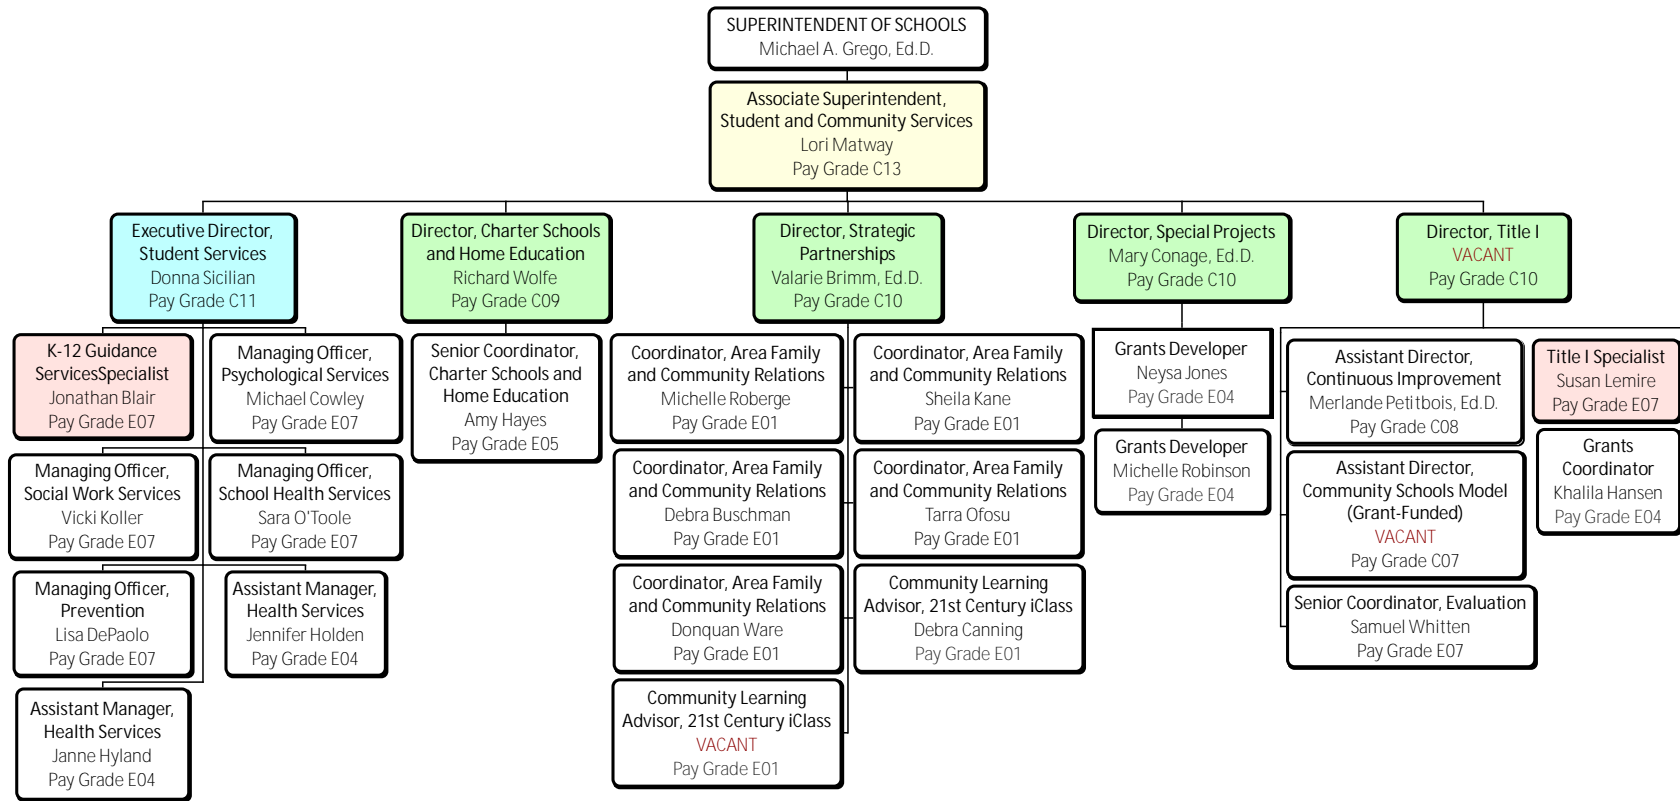 SUPERINTENDENT OF SCHOOLS
Michael A. Grego, Ed.D.
Associate Superintendent,
Student and Community Services
Lori Matway
Pay Grade C13
Executive Director,
Student Services
Donna Sicilian
Pay Grade C11
Director, Charter Schools
and Home Education
Richard Wolfe
Pay Grade C09
Director, Strategic
Partnerships
Valarie Brimm, Ed.D.
Pay Grade C10
Director, Special Projects
Mary Conage, Ed.D.
Pay Grade C10
Director, Title I
VACANT
Pay Grade C10
K-12 Guidance
ServicesSpecialist
Jonathan Blair
Pay Grade E07
Managing Officer,
Psychological Services
Michael Cowley
Pay Grade E07
Managing Officer,
Social Work Services
Vicki Koller
Pay Grade E07
Managing Officer,
School Health Services
Sara O'Toole
Pay Grade E07
Managing Officer,
Prevention
Lisa DePaolo
Pay Grade E07
Assistant Manager,
Health Services
Jennifer Holden
Pay Grade E04
Assistant Manager,
Health Services
Janne Hyland
Pay Grade E04
Senior Coordinator,
Charter Schools and
Home Education
Amy Hayes
Pay Grade E05
Coordinator, Area Family
and Community Relations
Michelle Roberge
Pay Grade E01
Coordinator, Area Family
and Community Relations
Sheila Kane
Pay Grade E01
Coordinator, Area Family
and Community Relations
Debra Buschman
Pay Grade E01
Coordinator, Area Family
and Community Relations
Tarra Ofosu
Pay Grade E01
Coordinator, Area Family
and Community Relations
Donquan Ware
Pay Grade E01
Community Learning
Advisor, 21st Century iClass
Debra Canning
Pay Grade E01
Community Learning
Advisor, 21st Century iClass
VACANT
Pay Grade E01
Grants Developer
Neysa Jones
Pay Grade E04
Grants Developer
Michelle Robinson
Pay Grade E04
Assistant Director,
Continuous Improvement
Merlande Petitbois, Ed.D.
Pay Grade C08
Title I Specialist
Susan Lemire
Pay Grade E07
Assistant Director,
Community Schools Model
(Grant-Funded)
VACANT
Pay Grade C07
Grants
Coordinator
Khalila Hansen
Pay Grade E04
Senior Coordinator, Evaluation
Samuel Whitten
Pay Grade E07